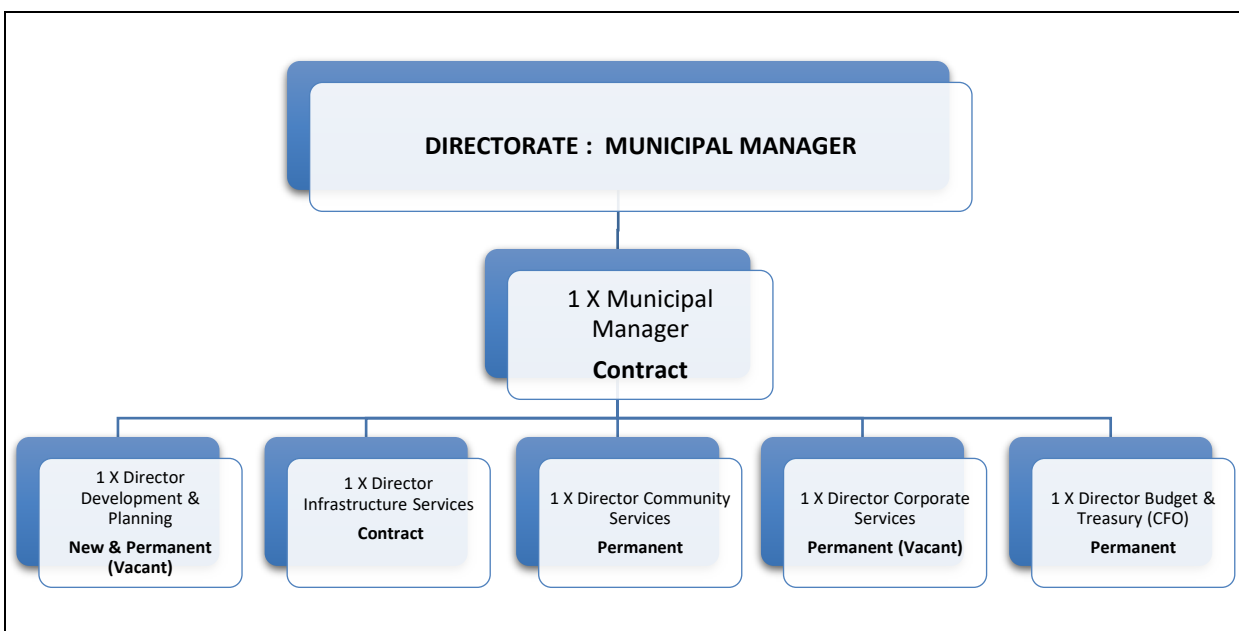 DIRECTORATE :  MUNICIPAL MANAGER
1 X Municipal
Manager
Contract
1 X Director
Development &
Planning
New & Permanent
(Vacant)
1 X Director
Infrastructure Services
Contract
1 X Director Community
Services
Permanent
1 X Director Corporate
Services
Permanent (Vacant)
1 X Director Budget &
Treasury (CFO)
Permanent